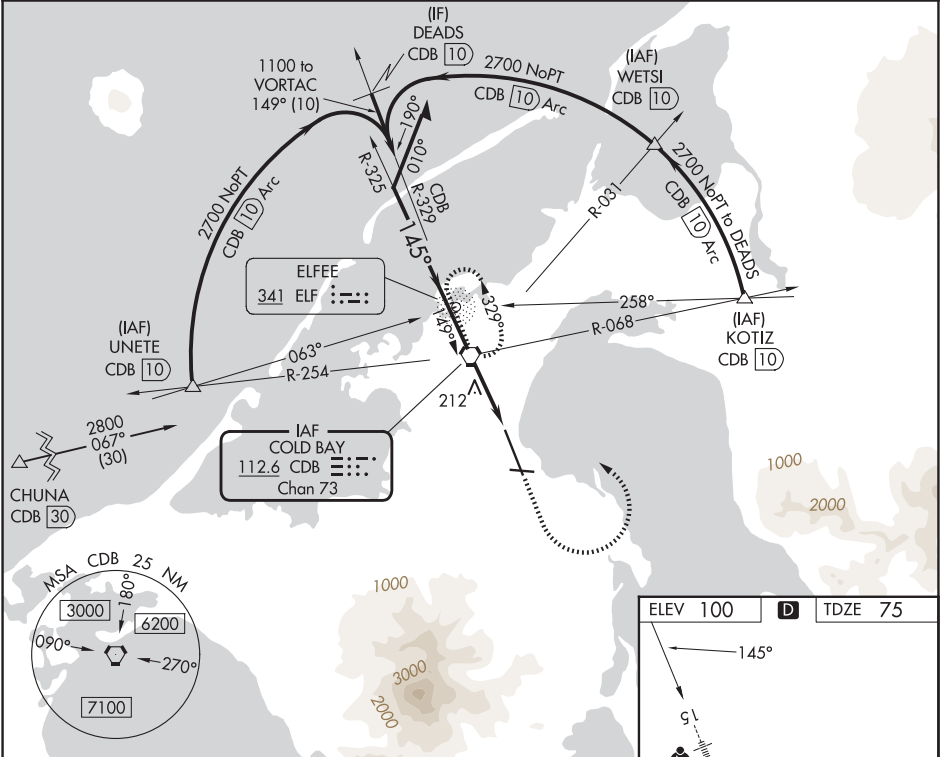 (IF)
DEADS
CDB 10
1100 to
VORTAC
149° (10)
2700 NoPT
CDB 10 Arc
(IAF)
WETSI
CDB 10
190°
010°
R-325
CDB
R-329
2700 NoPT
CDB 10 Arc
R-031
2700 NoPT to DEADS
CDB 10 Arc
145°
ELFEE
341 ELF
329°
149°
258°
R-068
(IAF)
KOTIZ
CDB 10
(IAF)
UNETE
CDB 10
063°
R-254
212
2800
067°
(30)
CHUNA
CDB 30
IAF
COLD BAY
112.6 CDB
Chan 73
1000
2000
MSA CDB 25 NM
180°
3000
6200
090°
270°
7100
1000
3000
2000
ELEV 100 D TDZE 75
145°
15